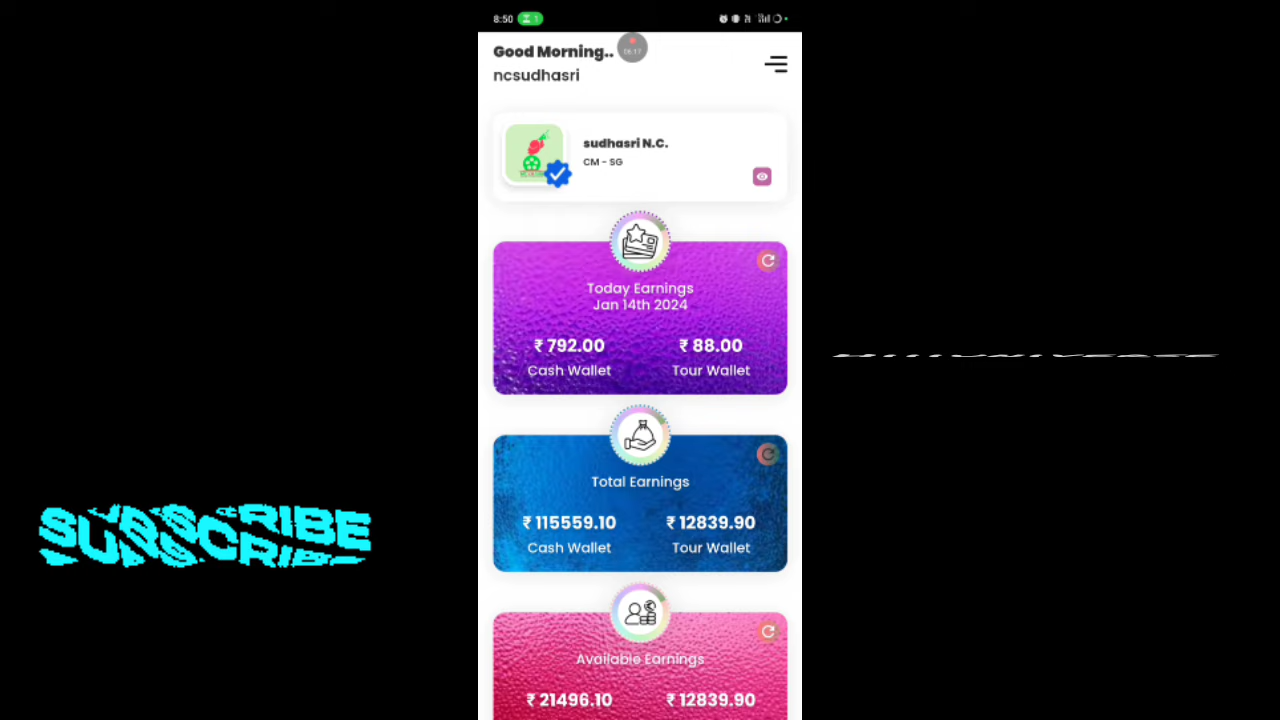 8:50
1
Good Morning..
ncsudhasri
sudhasri N.C.
CM - SG
Today Earnings
Jan 14th 2024
₹ 792.00 ₹ 88.00
Cash Wallet Tour Wallet
Total Earnings
₹ 115559.10 ₹ 12839.90
Cash Wallet Tour Wallet
SUBSCRIBE
Available Earnings
₹ 21496.10 ₹ 12839.90